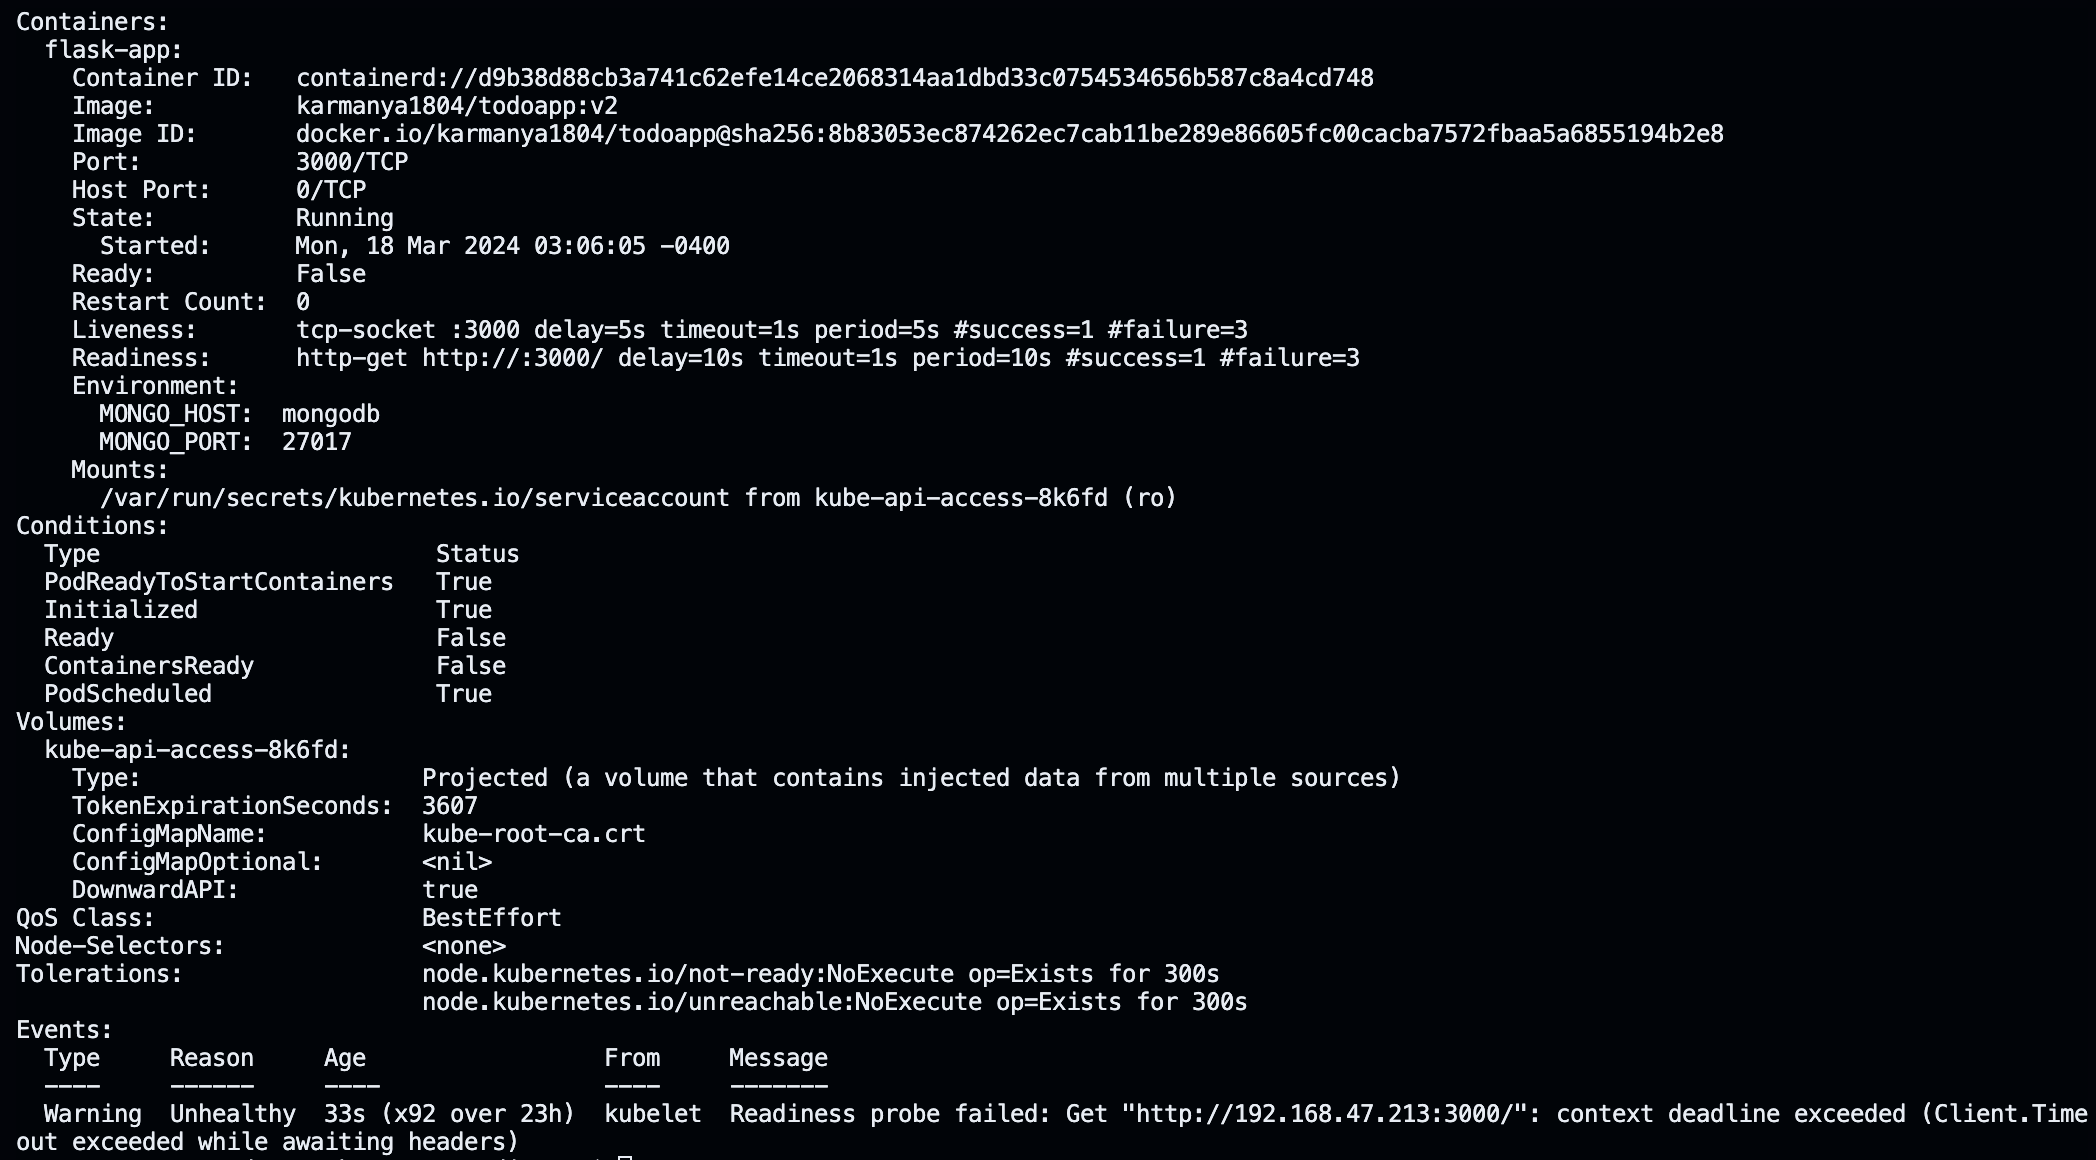 Containers:
  flask-app:
    Container ID:   containerd://d9b38d88cb3a741c62efe14ce2068314aa1dbd33c0754534656b587c8a4cd748
    Image:          karmanya1804/todoapp:v2
    Image ID:       docker.io/karmanya1804/todoapp@sha256:8b83053ec874262ec7cab11be289e86605fc00cacba7572fbaa5a6855194b2e8
    Port:           3000/TCP
    Host Port:      0/TCP
    State:          Running
      Started:      Mon, 18 Mar 2024 03:06:05 -0400
    Ready:          False
    Restart Count:  0
    Liveness:       tcp-socket :3000 delay=5s timeout=1s period=5s #success=1 #failure=3
    Readiness:      http-get http://:3000/ delay=10s timeout=1s period=10s #success=1 #failure=3
    Environment:
      MONGO_HOST:  mongodb
      MONGO_PORT:  27017
    Mounts:
      /var/run/secrets/kubernetes.io/serviceaccount from kube-api-access-8k6fd (ro)
Conditions:
  Type                        Status
  PodReadyToStartContainers   True
  Initialized                 True
  Ready                       False
  ContainersReady             False
  PodScheduled                True
Volumes:
  kube-api-access-8k6fd:
    Type:                    Projected (a volume that contains injected data from multiple sources)
    TokenExpirationSeconds:  3607
    ConfigMapName:           kube-root-ca.crt
    ConfigMapOptional:       <nil>
    DownwardAPI:             true
QoS Class:                   BestEffort
Node-Selectors:              <none>
Tolerations:                 node.kubernetes.io/not-ready:NoExecute op=Exists for 300s
                             node.kubernetes.io/unreachable:NoExecute op=Exists for 300s
Events:
  Type     Reason     Age                 From     Message
  ----     ------     ----                ----     -------
  Warning  Unhealthy  33s (x92 over 23h)  kubelet  Readiness probe failed: Get "http://192.168.47.213:3000/": context deadline exceeded (Client.Time
out exceeded while awaiting headers)